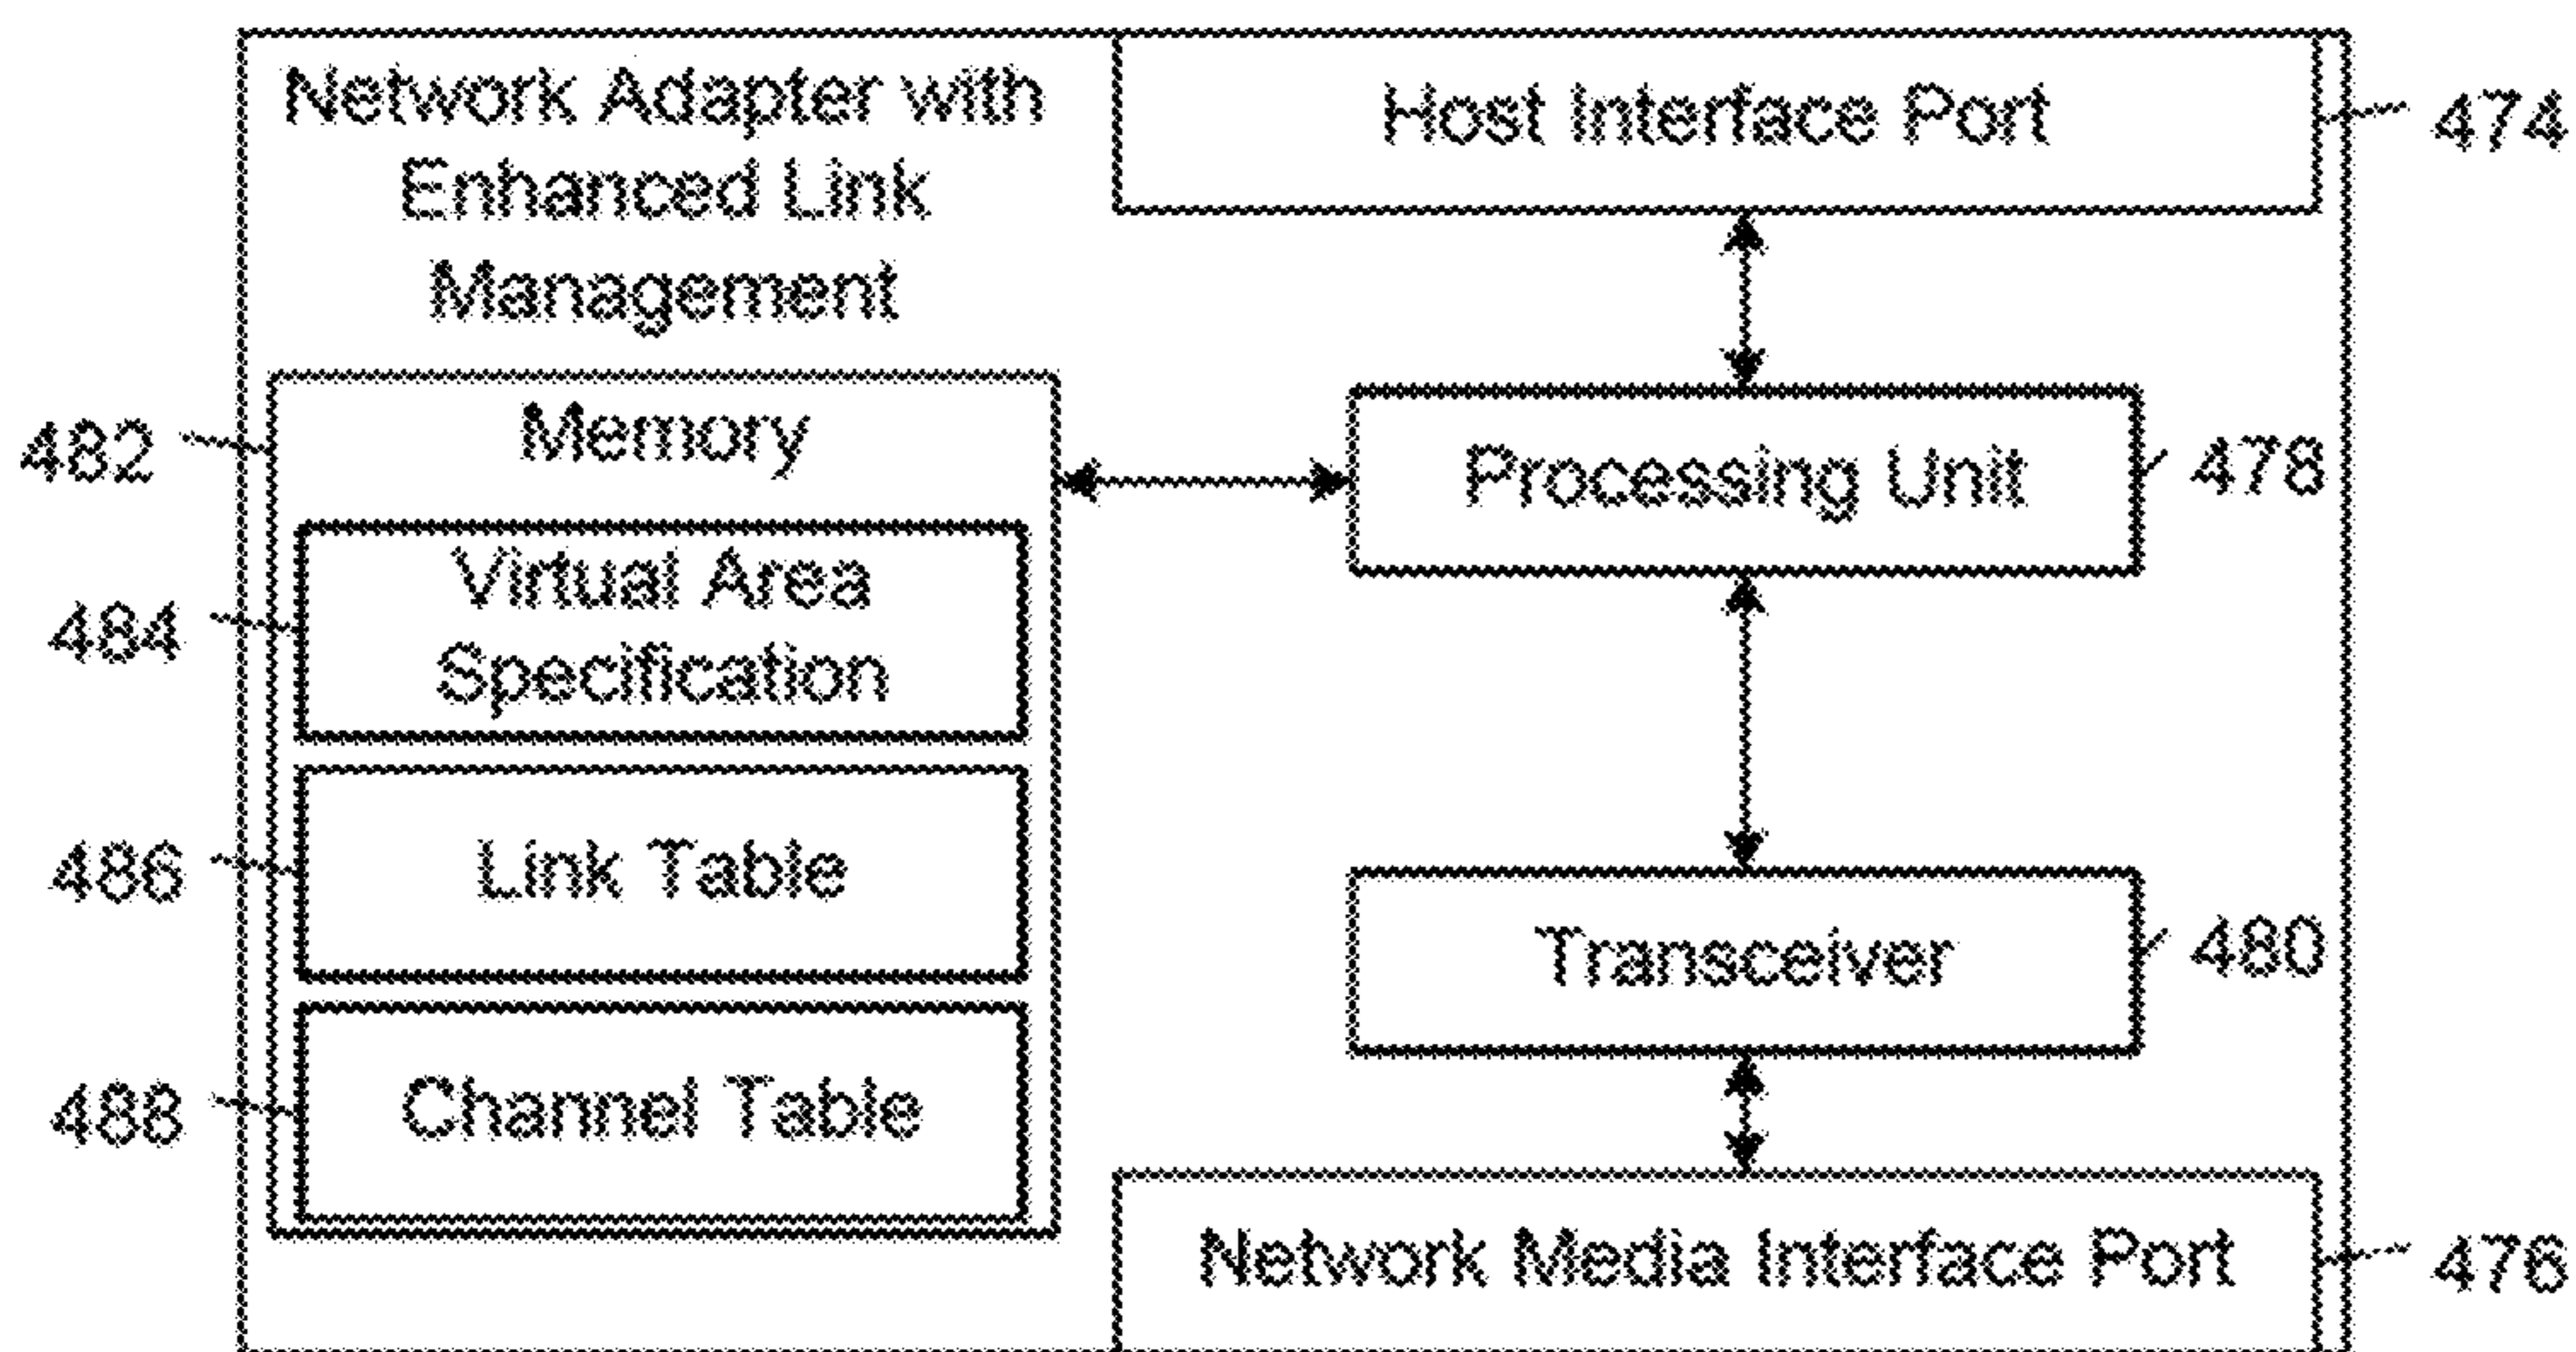 Network Adapter with
Enhanced Link
Management
Host Interface Port
474
482
Memory
Processing Unit
478
484
Virtual Area
Specification
486
Link Table
Transceiver
480
488
Channel Table
Network Media Interface Port
476